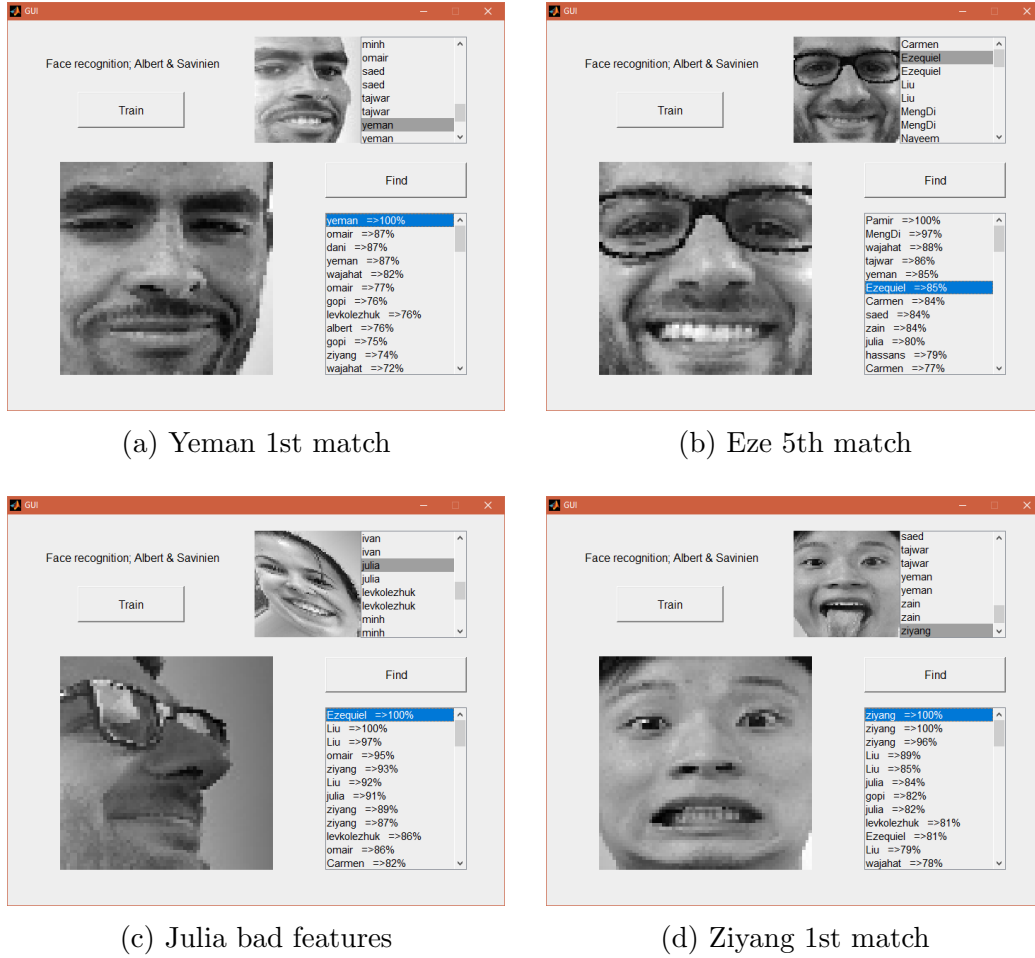 GUI
Face recognition; Albert & Savinien
Train
minh
omair
saed
saed
tajwar
tajwar
yeman
yeman
Find
yeman =>100%
omair =>87%
dani =>87%
yeman =>87%
wajahat =>82%
omair =>77%
gopi =>76%
levkolezhuk =>76%
albert =>76%
gopi =>75%
ziyang =>74%
wajahat =>72%
(a) Yeman 1st match
GUI
Face recognition; Albert & Savinien
Train
Carmen
Ezequiel
Ezequiel
Liu
Liu
MengDi
MengDi
Nayeem
Find
Pamir =>100%
MengDi =>97%
wajahat =>88%
tajwar =>86%
yeman =>85%
Ezequiel =>85%
Carmen =>84%
saed =>84%
zain =>84%
julia =>80%
hassans =>79%
Carmen =>77%
(b) Eze 5th match
GUI
Face recognition; Albert & Savinien
Train
ivan
ivan
julia
julia
levkolezhuk
levkolezhuk
minh
minh
Find
Ezequiel =>100%
Liu =>100%
Liu =>97%
omair =>95%
ziyang =>93%
Liu =>92%
julia =>91%
ziyang =>89%
ziyang =>87%
levkolezhuk =>86%
omair =>86%
Carmen =>82%
(c) Julia bad features
GUI
Face recognition; Albert & Savinien
Train
saed
tajwar
tajwar
yeman
yeman
zain
zain
ziyang
Find
ziyang =>100%
ziyang =>100%
ziyang =>96%
Liu =>89%
Liu =>85%
julia =>84%
gopi =>82%
julia =>82%
levkolezhuk =>81%
Ezequiel =>81%
Liu =>79%
wajahat =>78%
(d) Ziyang 1st match